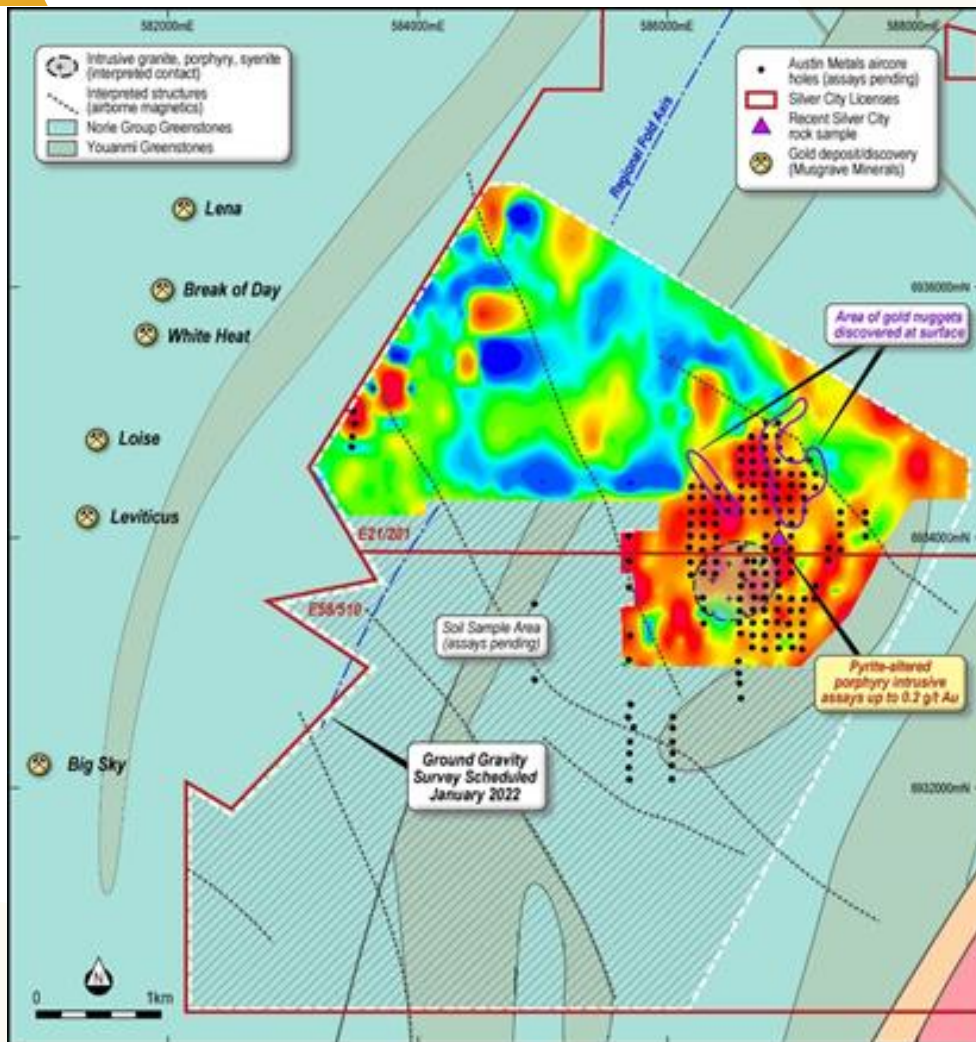 582000mE
584000mE
586000mE
588000mE
Intrusive granite, porphyry, syenite
(interpreted contact)
Interpreted structures
(airborne magnetics)
Norie Group Greenstones
Youanmi Greenstones
Austin Metals aircore
holes (assays pending)
Silver City Licenses
Recent Silver City
rock sample
Gold deposit/discovery
(Musgrave Minerals)
Regional Fold Axis
Lena
Break of Day
6936000mN
White Heat
Area of gold nuggets
discovered at surface
Loise
Leviticus
E21/201
6934000mN
E58/510
Soil Sample Area
(assays pending)
Pyrite-altered
porphyry intrusive
assays up to 0.2 g/t Au
Big Sky
Ground Gravity
Survey Scheduled
January 2022
6932000mN
N
0 1km